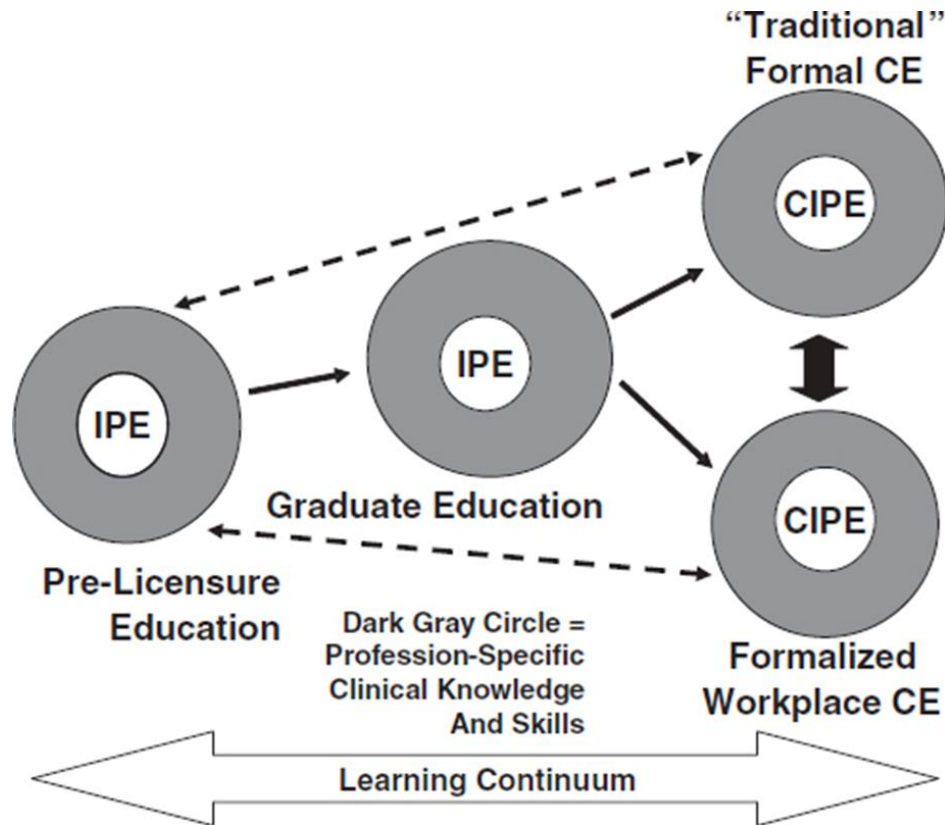 “Traditional”
Formal CE
CIPE
IPE
IPE
Graduate Education
CIPE
Pre-Licensure
Education
Dark Gray Circle =
Profession-Specific
Clinical Knowledge
And Skills
Formalized
Workplace CE
Learning Continuum